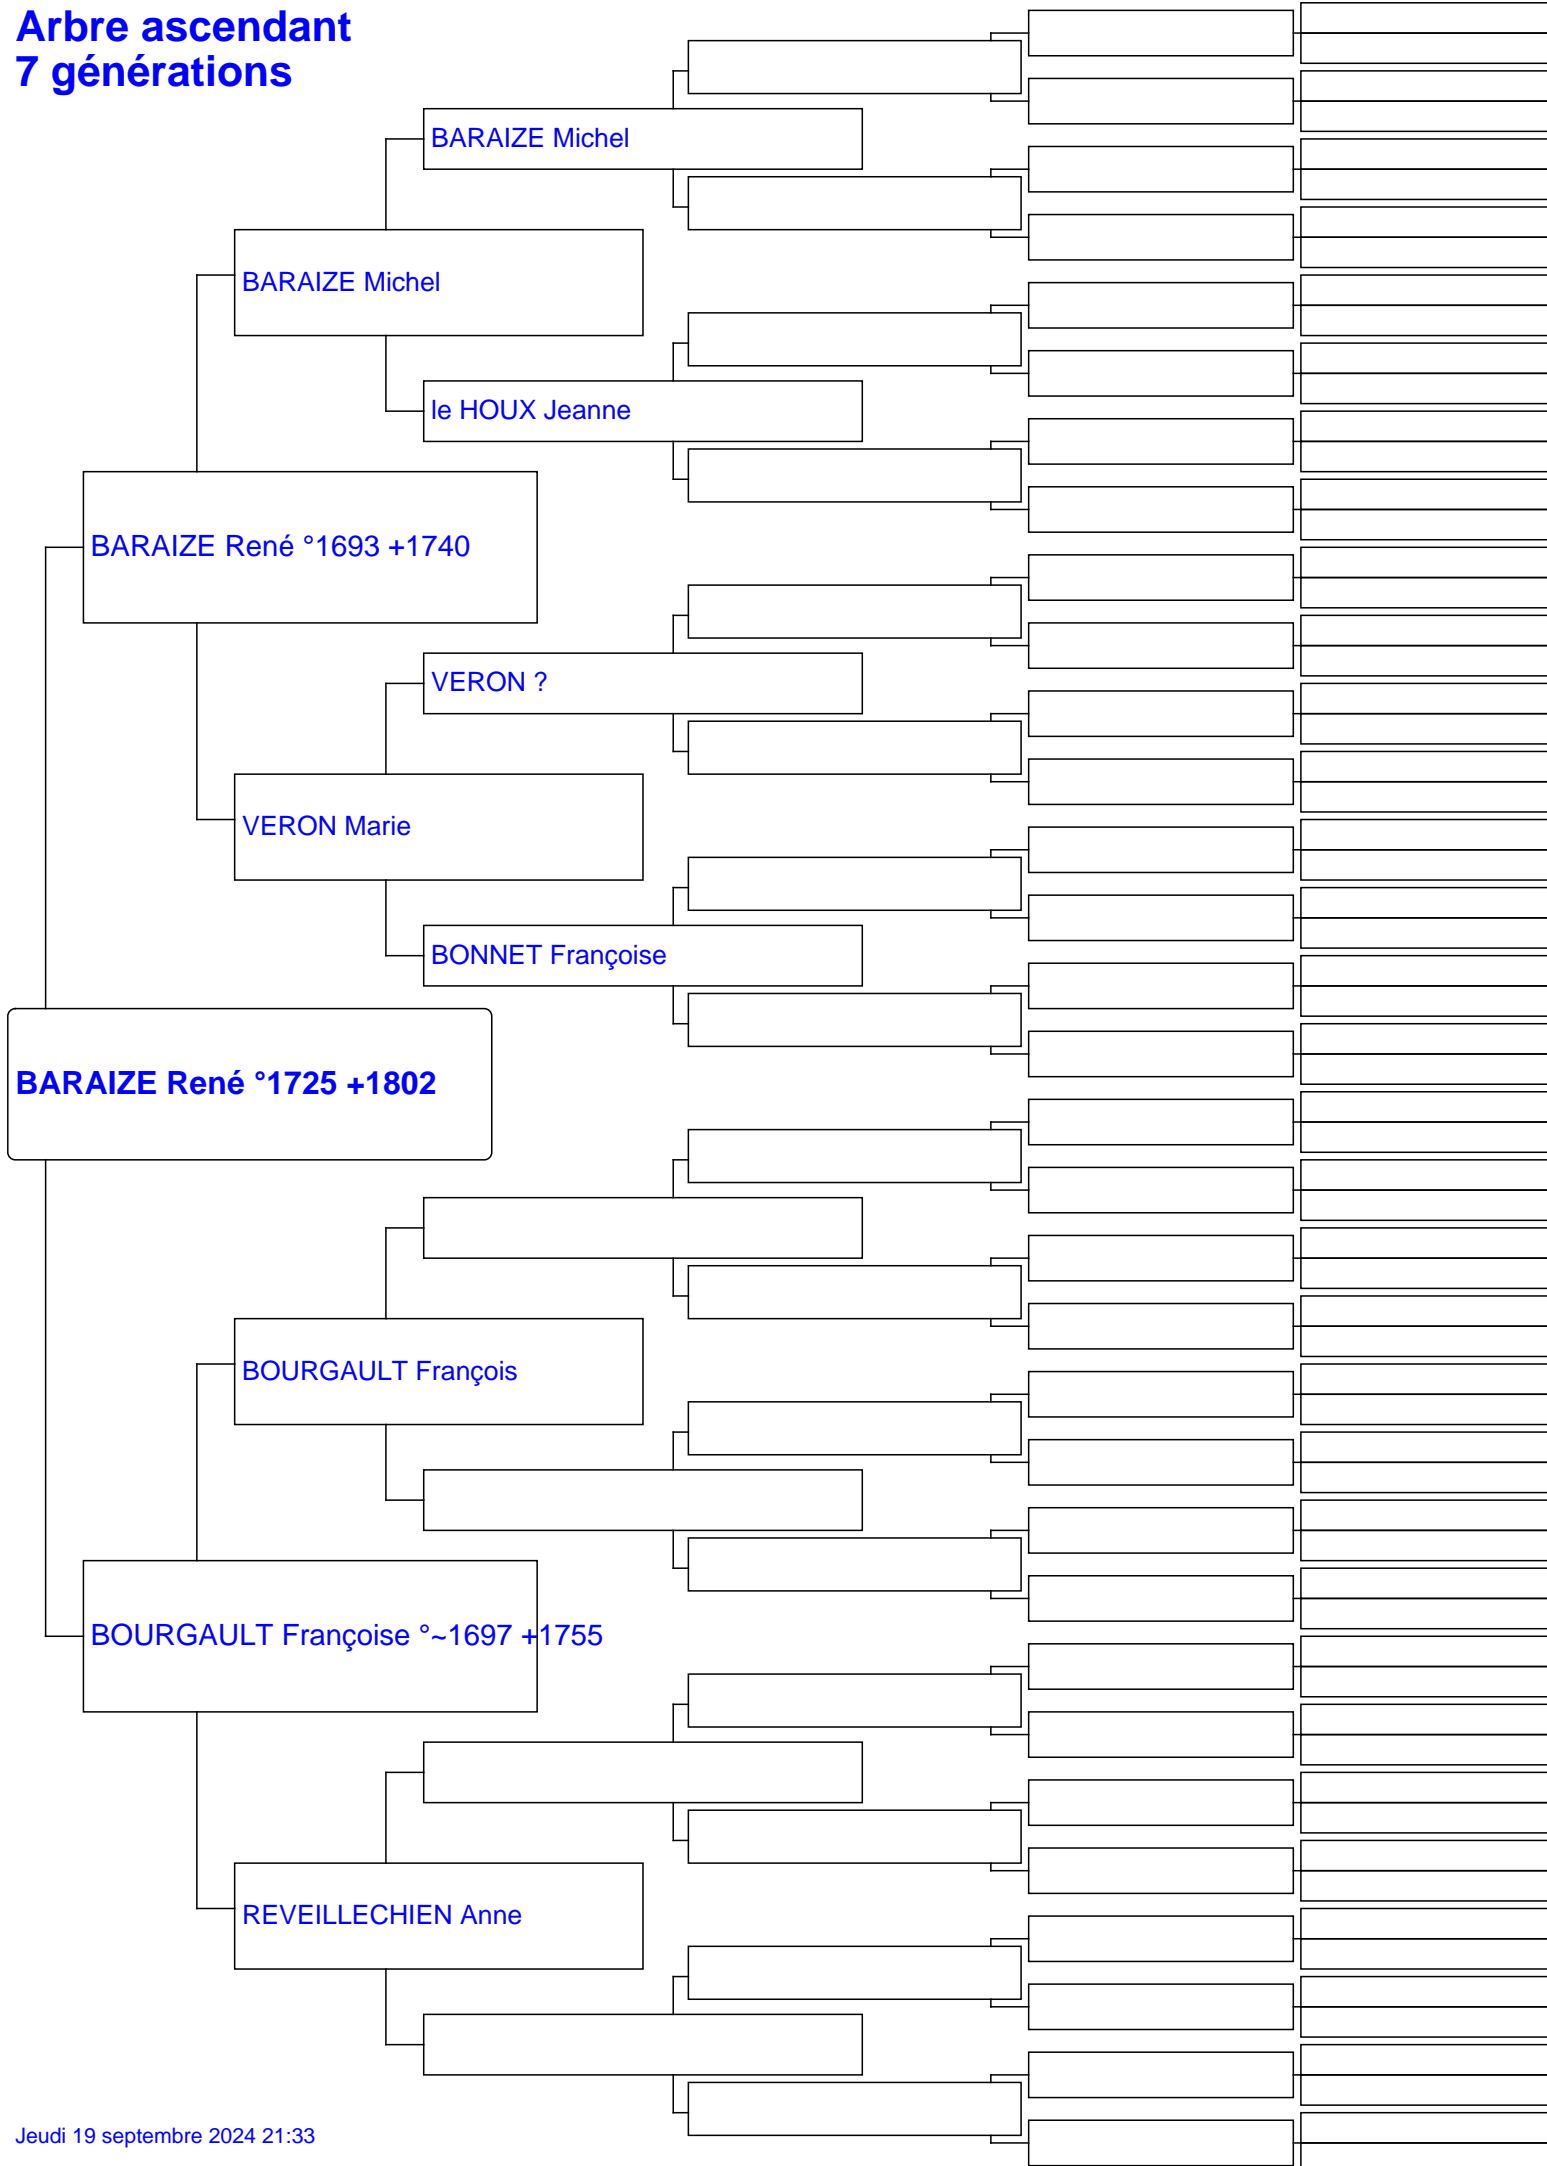 Arbre ascendant
7 générations
BARAIZE Michel
BARAIZE Michel
le HOUX Jeanne
BARAIZE René °1693 +1740
VERON ?
VERON Marie
BONNET Françoise
BARAIZE René °1725 +1802
BOURGAULT François
BOURGAULT Françoise °~1697 +1755
REVEILLECHIEN Anne
Jeudi 19 septembre 2024 21:33